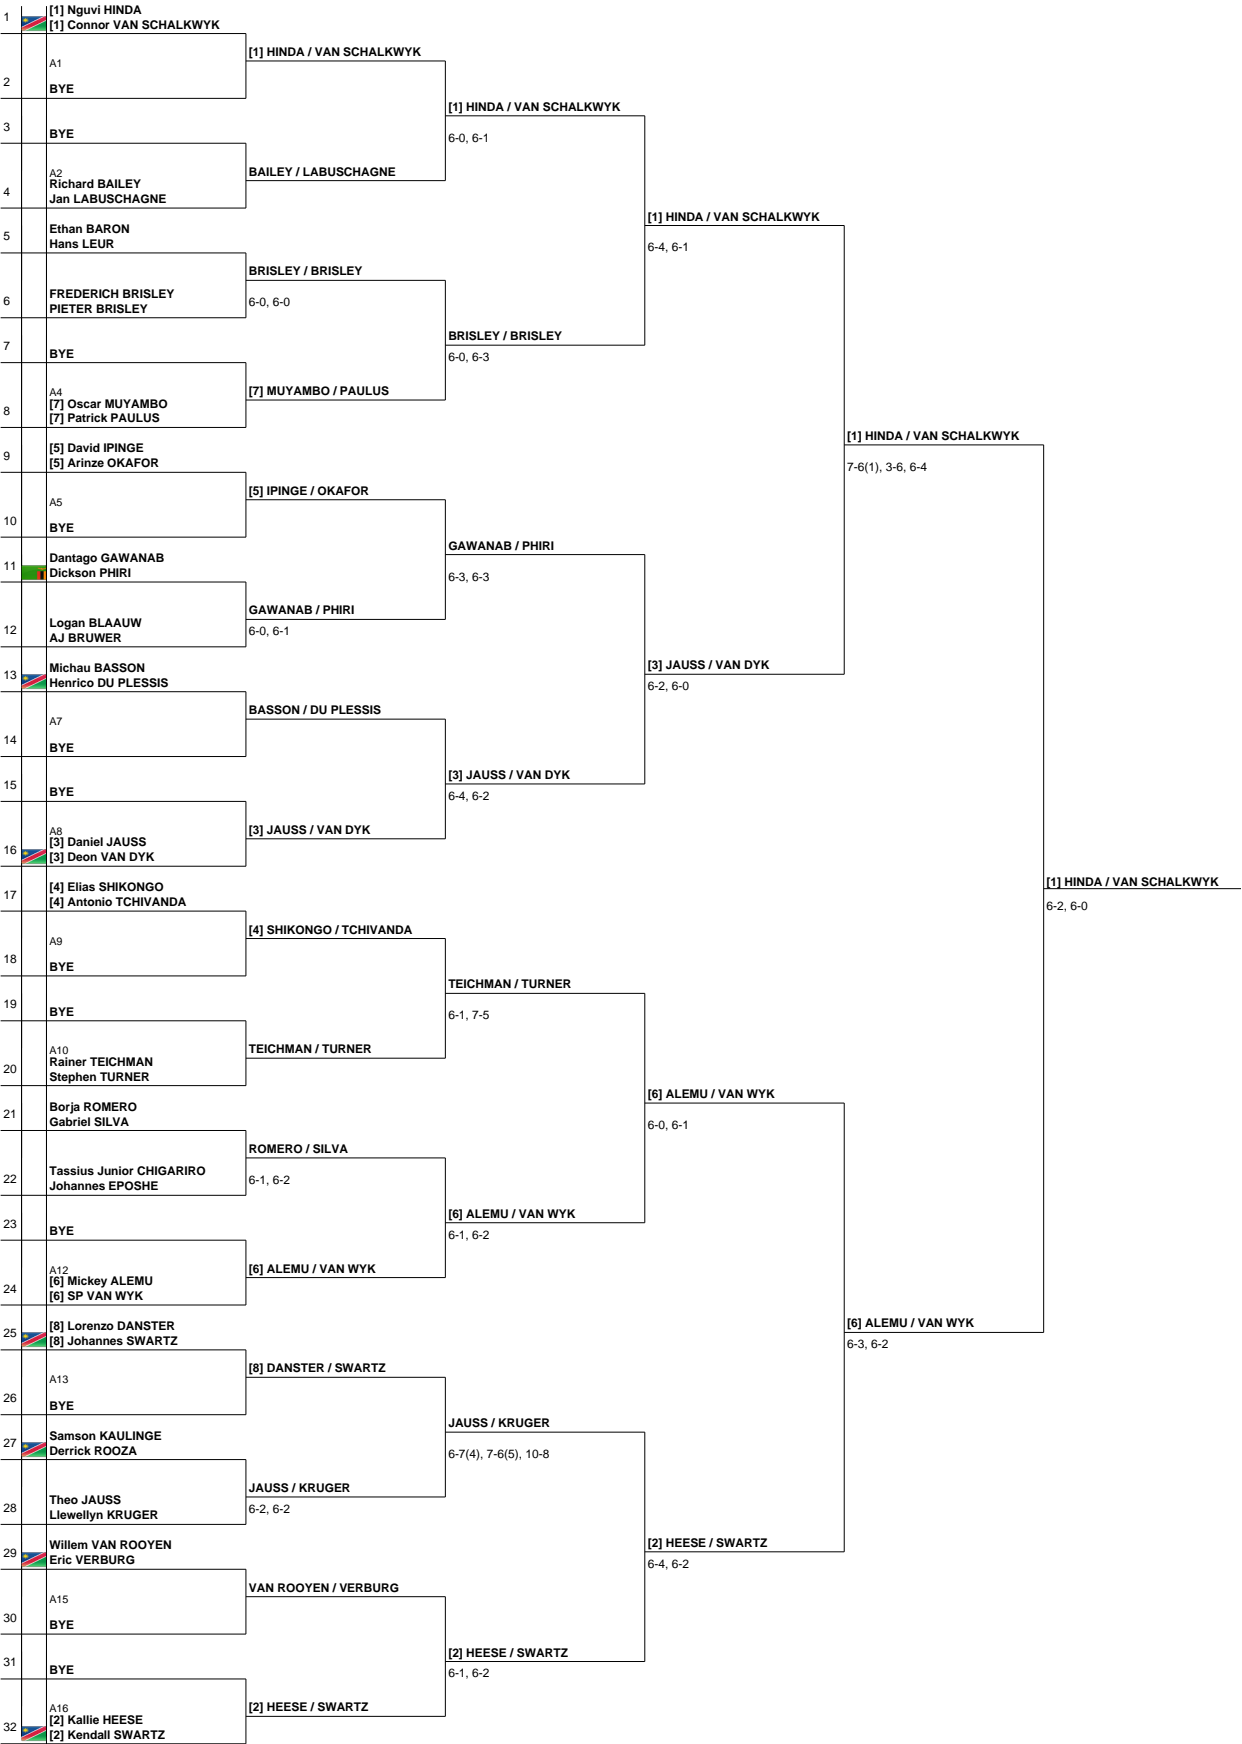 1
[1] Nguvi HINDA
[1] Connor VAN SCHALKWYK
[1] HINDA / VAN SCHALKWYK
A1
2
BYE
[1] HINDA / VAN SCHALKWYK
3
BYE
6-0, 6-1
A2
BAILEY / LABUSCHAGNE
4
Richard BAILEY
Jan LABUSCHAGNE
[1] HINDA / VAN SCHALKWYK
5
Ethan BARON
Hans LEUR
6-4, 6-1
BRISLEY / BRISLEY
6
FREDERICH BRISLEY
PIETER BRISLEY
6-0, 6-0
BRISLEY / BRISLEY
7
BYE
6-0, 6-3
A4
[7] MUYAMBO / PAULUS
8
[7] Oscar MUYAMBO
[7] Patrick PAULUS
[1] HINDA / VAN SCHALKWYK
9
[5] David IPINGE
[5] Arinze OKAFOR
7-6(1), 3-6, 6-4
[5] IPINGE / OKAFOR
A5
10
BYE
GAWANAB / PHIRI
11
Dantago GAWANAB
Dickson PHIRI
6-3, 6-3
GAWANAB / PHIRI
12
Logan BLAAUW
AJ BRUWER
6-0, 6-1
[3] JAUSS / VAN DYK
13
Michau BASSON
Henrico DU PLESSIS
6-2, 6-0
BASSON / DU PLESSIS
A7
14
BYE
[3] JAUSS / VAN DYK
15
BYE
6-4, 6-2
A8
[3] JAUSS / VAN DYK
16
[3] Daniel JAUSS
[3] Deon VAN DYK
[1] HINDA / VAN SCHALKWYK
17
[4] Elias SHIKONGO
[4] Antonio TCHIVANDA
6-2, 6-0
[4] SHIKONGO / TCHIVANDA
A9
18
BYE
TEICHMAN / TURNER
19
BYE
6-1, 7-5
A10
TEICHMAN / TURNER
20
Rainer TEICHMAN
Stephen TURNER
[6] ALEMU / VAN WYK
21
Borja ROMERO
Gabriel SILVA
6-0, 6-1
ROMERO / SILVA
22
Tassius Junior CHIGARIRO
Johannes EPOSHE
6-1, 6-2
[6] ALEMU / VAN WYK
23
BYE
6-1, 6-2
A12
[6] ALEMU / VAN WYK
24
[6] Mickey ALEMU
[6] SP VAN WYK
[6] ALEMU / VAN WYK
25
[8] Lorenzo DANSTER
[8] Johannes SWARTZ
6-3, 6-2
[8] DANSTER / SWARTZ
A13
26
BYE
JAUSS / KRUGER
27
Samson KAULINGE
Derrick ROOZA
6-7(4), 7-6(5), 10-8
JAUSS / KRUGER
28
Theo JAUSS
Llewellyn KRUGER
6-2, 6-2
[2] HEESE / SWARTZ
29
Willem VAN ROOYEN
Eric VERBURG
6-4, 6-2
VAN ROOYEN / VERBURG
A15
30
BYE
[2] HEESE / SWARTZ
31
BYE
6-1, 6-2
A16
[2] HEESE / SWARTZ
32
[2] Kallie HEESE
[2] Kendall SWARTZ